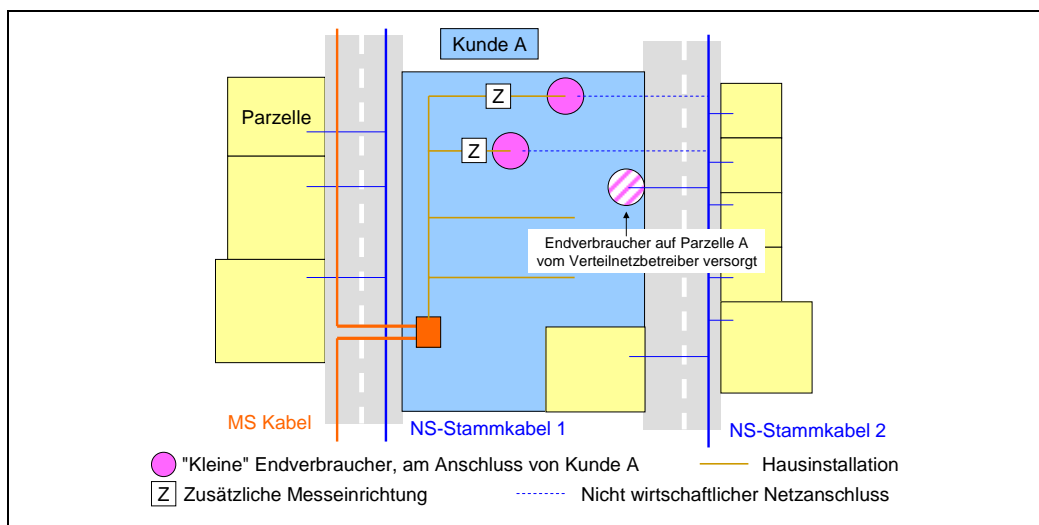 Kunde A
Parzelle
Z
Z
Endverbraucher auf Parzelle A
vom Verteilnetzbetreiber versorgt
MS Kabel
NS-Stammkabel 1
NS-Stammkabel 2
"Kleine" Endverbraucher, am Anschluss von Kunde A
Hausinstallation
Z
Zusätzliche Messeinrichtung
Nicht wirtschaftlicher Netzanschluss